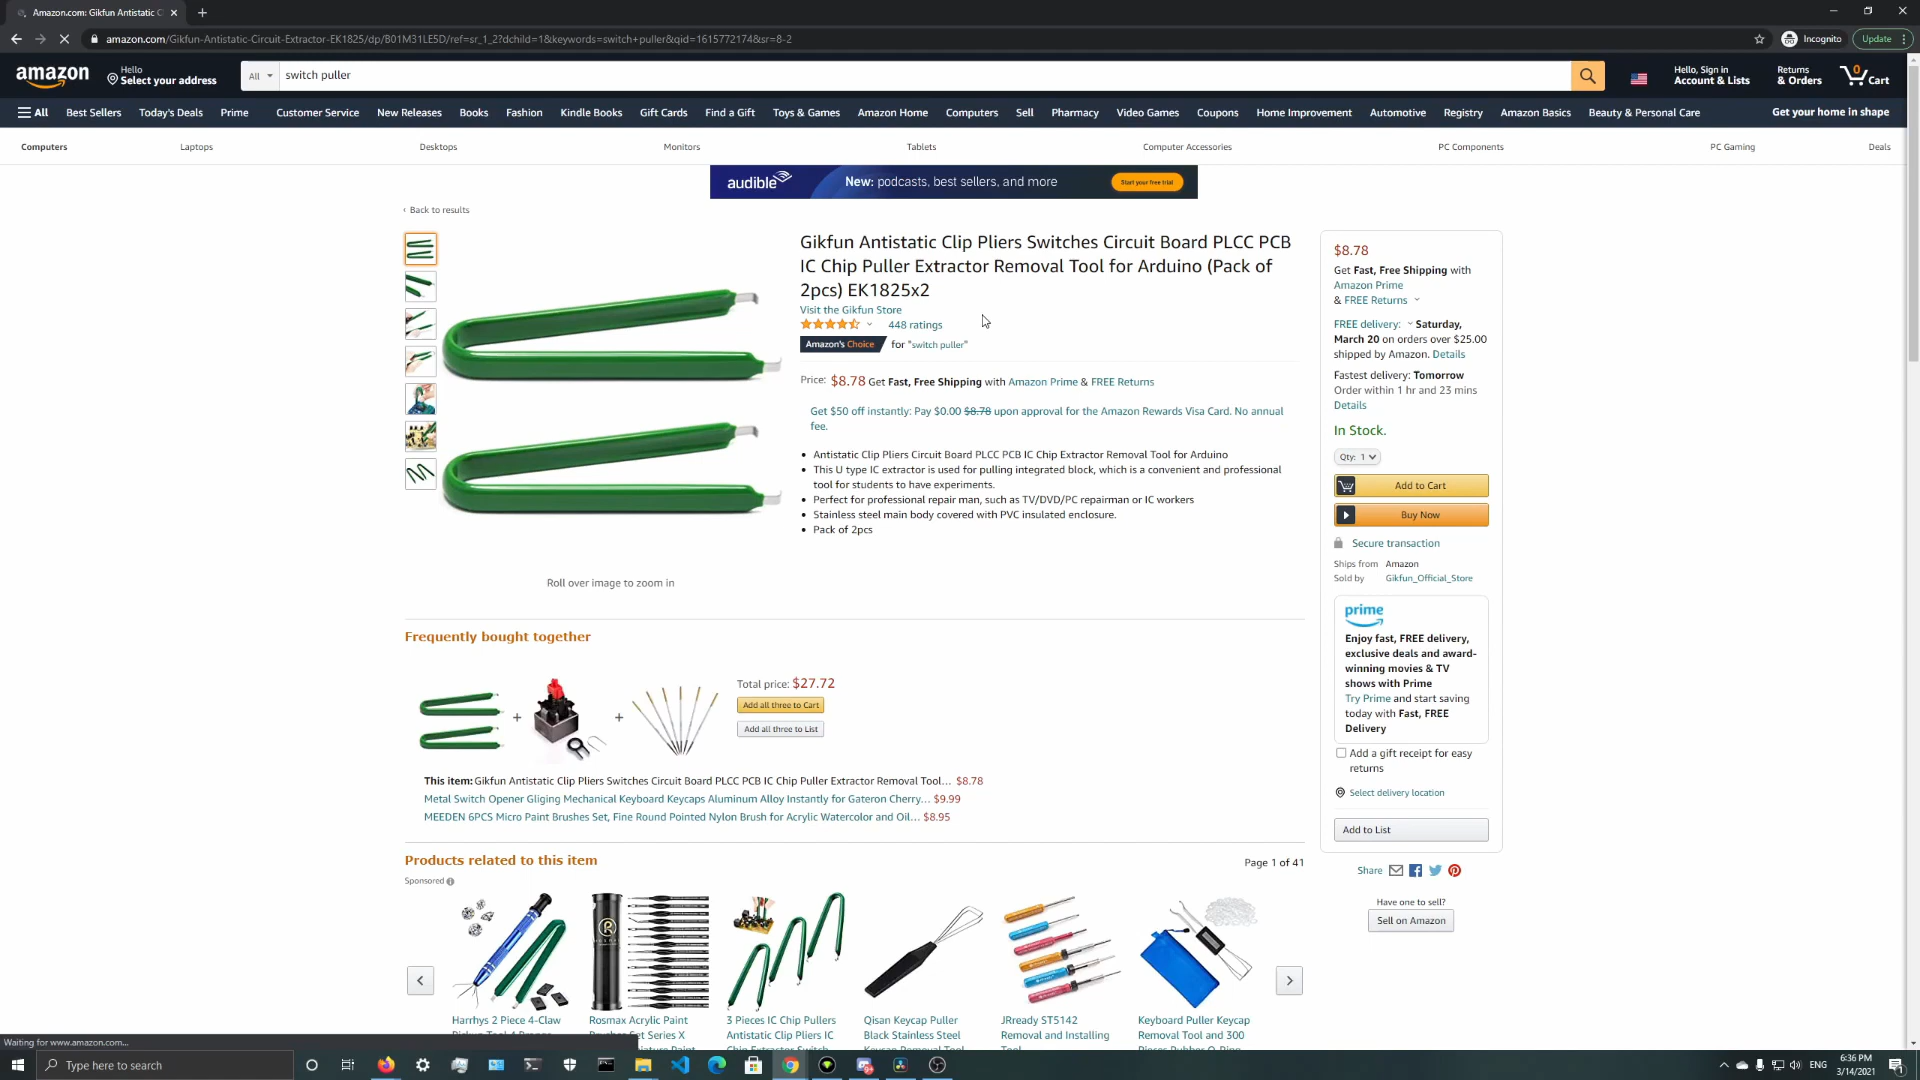 Amazon.com: Gikfun Antistatic C
amazon.com/Gikfun-Antistatic-Circuit-Extractor-EK1825/dp/B01M31LE5D/ref=sr_1_2?dchild=1&keywords=switch+puller&qid=1615772174&sr=8-2
Incognito
Update
amazon
Hello
Select your address
All
switch puller
Hello, Sign in
Account & Lists
Returns
& Orders
0
Cart
All
Best Sellers
Today's Deals
Prime
Customer Service
New Releases
Books
Fashion
Kindle Books
Gift Cards
Find a Gift
Toys & Games
Amazon Home
Computers
Sell
Pharmacy
Video Games
Coupons
Home Improvement
Automotive
Registry
Amazon Basics
Beauty & Personal Care
Get your home in shape
Computers
Laptops
Desktops
Monitors
Tablets
Computer Accessories
PC Components
PC Gaming
Deals
audible
New: podcasts, best sellers, and more
Start your free trial
‹ Back to results
Gikfun Antistatic Clip Pliers Switches Circuit Board PLCC PCB
IC Chip Puller Extractor Removal Tool for Arduino (Pack of
2pcs) EK1825x2
Visit the Gikfun Store
448 ratings
Amazon's Choice for "switch puller"
Price: $8.78 Get Fast, Free Shipping with Amazon Prime & FREE Returns
Get $50 off instantly: Pay $0.00 $8.78 upon approval for the Amazon Rewards Visa Card. No annual
fee.
• Antistatic Clip Pliers Circuit Board PLCC PCB IC Chip Extractor Removal Tool for Arduino
• This U type IC extractor is used for pulling integrated block, which is a convenient and professional
tool for students to have experiments.
• Perfect for professional repair man, such as TV/DVD/PC repairman or IC workers
• Stainless steel main body covered with PVC insulated enclosure.
• Pack of 2pcs
Roll over image to zoom in
$8.78
Get Fast, Free Shipping with
Amazon Prime
& FREE Returns
FREE delivery: Saturday,
March 20 on orders over $25.00
shipped by Amazon. Details
Fastest delivery: Tomorrow
Order within 1 hr and 23 mins
Details
In Stock.
Qty: 1
Add to Cart
Buy Now
Secure transaction
Ships from Amazon
Sold by Gikfun_Official_Store
prime
Enjoy fast, FREE delivery,
exclusive deals and award-
winning movies & TV
shows with Prime
Try Prime and start saving
today with Fast, FREE
Delivery
Add a gift receipt for easy
returns
Select delivery location
Add to List
Share
Have one to sell?
Sell on Amazon
Frequently bought together
+
+
Total price: $27.72
Add all three to Cart
Add all three to List
This item: Gikfun Antistatic Clip Pliers Switches Circuit Board PLCC PCB IC Chip Puller Extractor Removal Tool... $8.78
Metal Switch Opener Gliging Mechanical Keyboard Keycaps Aluminum Alloy Instantly for Gateron Cherry... $9.99
MEEDEN 6PCS Micro Paint Brushes Set, Fine Round Pointed Nylon Brush for Acrylic Watercolor and Oil... $8.95
Products related to this item
Page 1 of 41
Sponsored
Harrhys 2 Piece 4-Claw
Rosmax Acrylic Paint
Set Series X
3 Pieces IC Chip Pullers
Antistatic Clip Pliers IC
Chip Extractor Switch
Qisan Keycap Puller
Black Stainless Steel
Keycap Removal Tool
JRready ST5142
Removal and Installing
Tool
Keyboard Puller Keycap
Removal Tool and 300
Pieces Rubber O-Ring
Waiting for www.amazon.com...
Type here to search
ENG
6:36 PM
3/14/2021